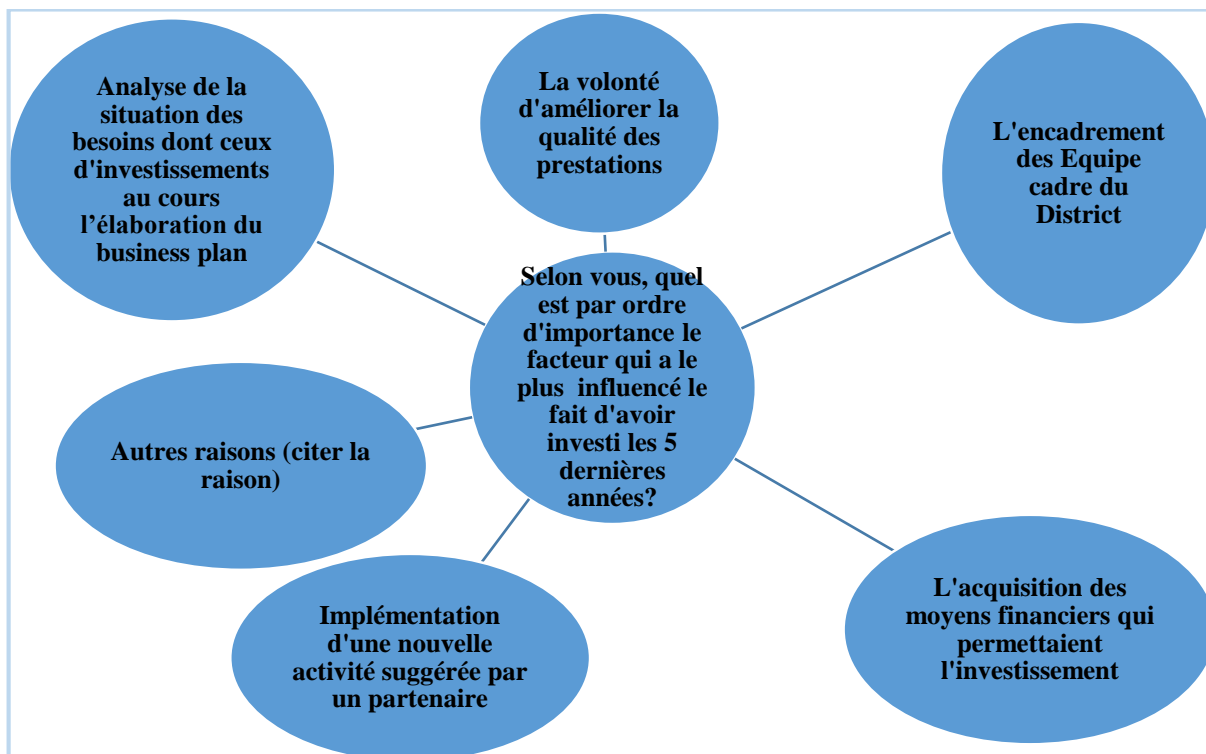 Analyse de la
situation des
besoins dont ceux
d'investissements
au cours
l’élaboration du
business plan
La volonté
d'améliorer la
qualité des
prestations
L'encadrement
des Equipe
cadre du
District
Selon vous, quel
est par ordre
d'importance le
facteur qui a le
plus influencé le
fait d'avoir
investi les 5
dernières
années?
Autres raisons (citer la
raison)
Implémentation
d'une nouvelle
activité suggérée par
un partenaire
L'acquisition des
moyens financiers qui
permettaient
l'investissement